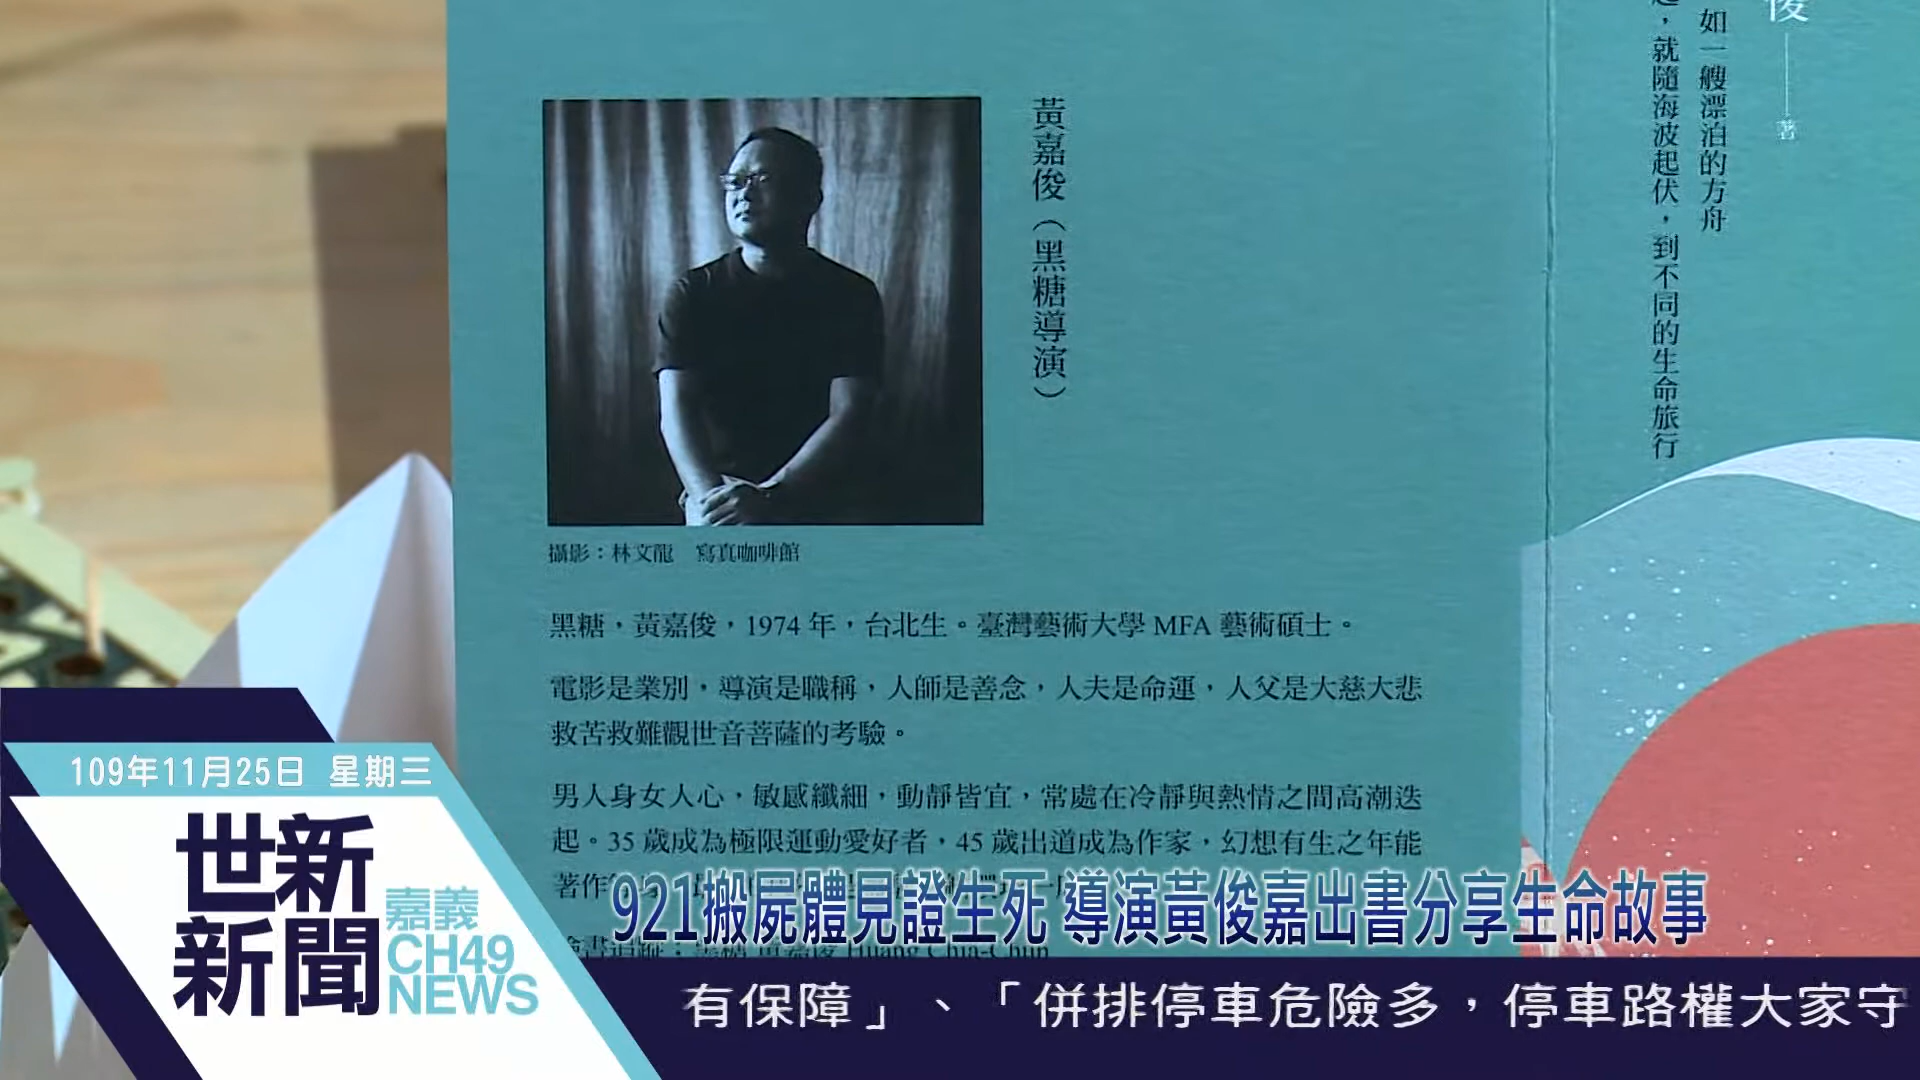 俊
著
如一艘漂泊的方舟
，就隨海波起伏，到不同的生命旅行
黃嘉俊（黑糖導演）
攝影：林文龍　寫真咖啡館
黑糖，黃嘉俊，1974 年，台北生。臺灣藝術大學 MFA 藝術碩士。
電影是業別，導演是職稱，人師是善念，人夫是命運，人父是大慈大悲
救苦救難觀世音菩薩的考驗。
男人身女人心，敏感纖細，動靜皆宜，常處在冷靜與熱情之間高潮迭
起。35 歲成為極限運動愛好者，45 歲出道成為作家，幻想有生之年能
著作
Huang Chia-Chun
921搬屍體見證生死 導演黃俊嘉出書分享生命故事
109年11月25日 星期三
世新
新聞
嘉義
CH49
NEWS
有保障」、「併排停車危險多，停車路權大家守